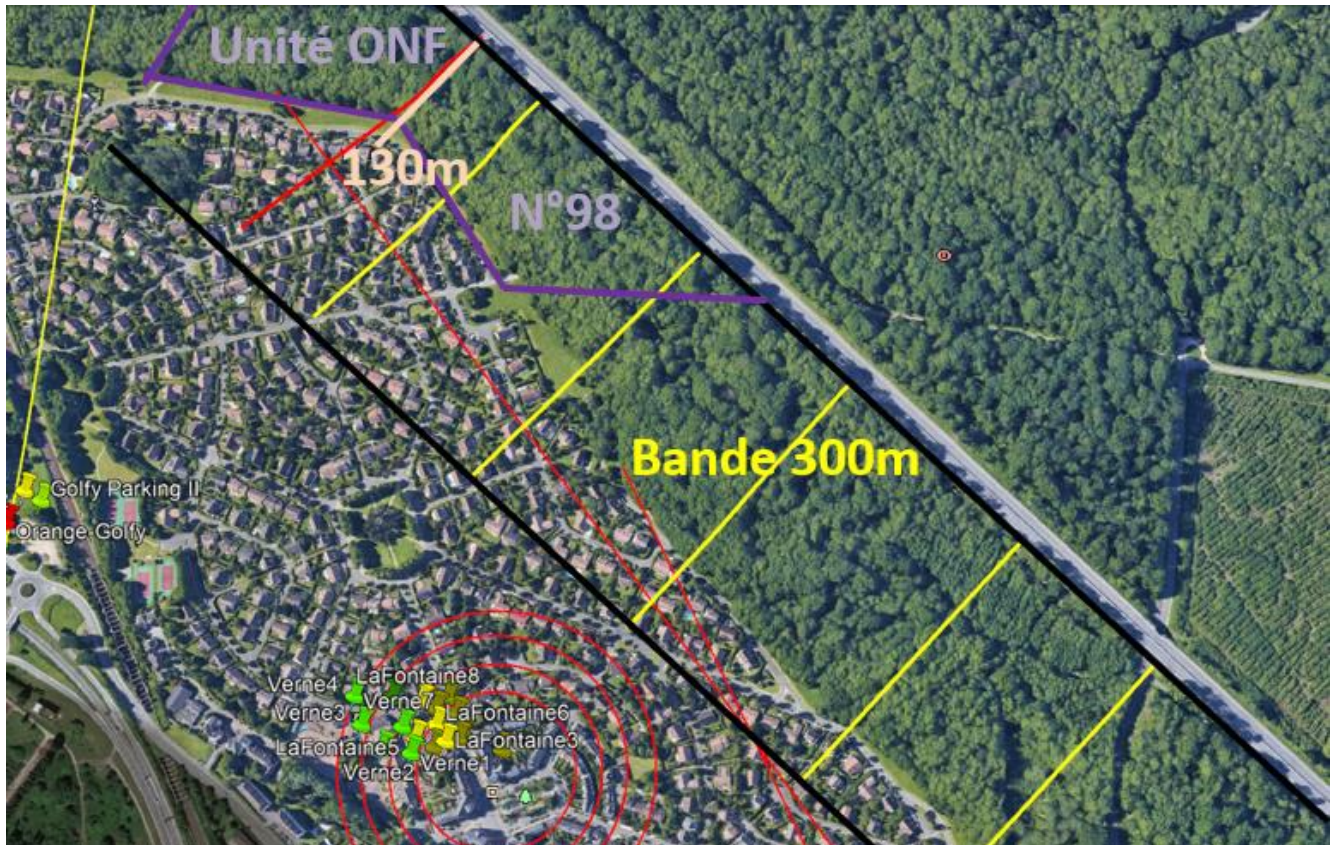 Unité ONF
130m
N°98
Bande 300m
Golfy Parking II
Orange-Golfy
Verne4
LaFontaine8
Verne7
Verne3
LaFontaine6
LaFontaine5
LaFontaine3
Verne2
Verne1